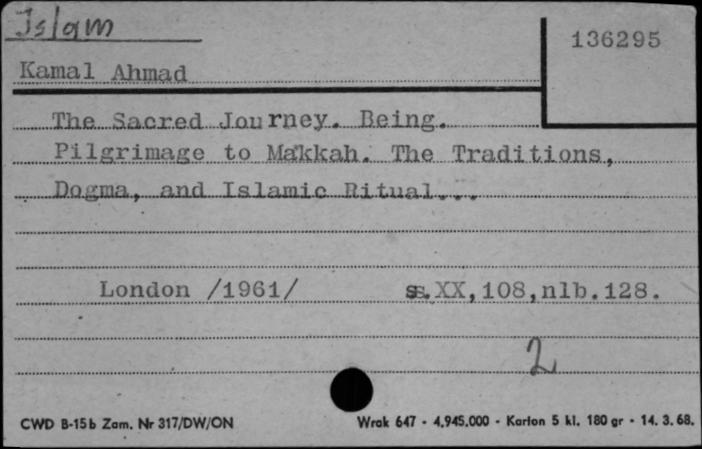 Islam
136295
Kamal Ahmad
The Sacred Journey. Being.
Pilgrimage to Makkah. The Traditions,
Dogma, and Islamic Ritual...
London /1961/ ss.XX,108,nlb.128.
2
CWD B-15b Zam. Nr 317/DW/ON Wrak 647 - 4.945.000 - Karton 5 kl. 180 gr - 14. 3. 68.